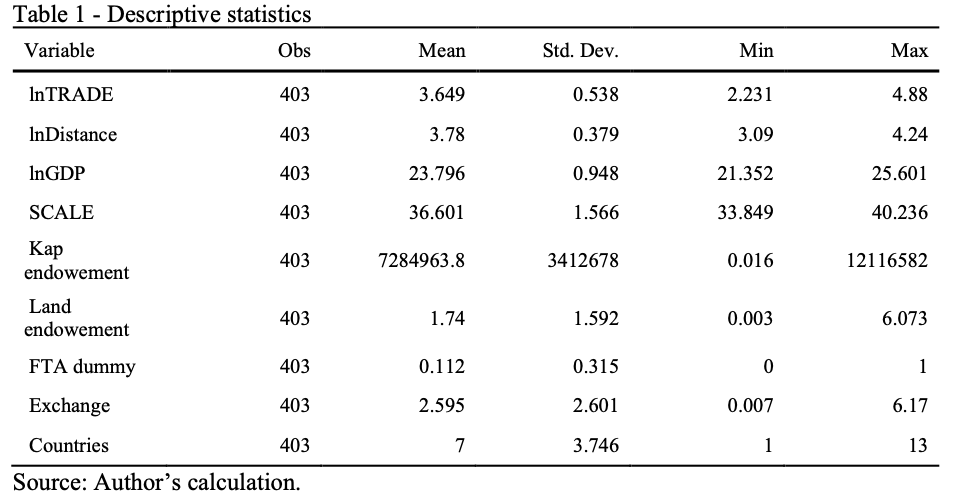 Table 1 - Descriptive statistics
Variable Obs Mean Std. Dev. Min Max
lnTRADE 403 3.649 0.538 2.231 4.88
lnDistance 403 3.78 0.379 3.09 4.24
lnGDP 403 23.796 0.948 21.352 25.601
SCALE 403 36.601 1.566 33.849 40.236
Kap
endowement 403 7284963.8 3412678 0.016 12116582
Land
endowement 403 1.74 1.592 0.003 6.073
FTA dummy 403 0.112 0.315 0 1
Exchange 403 2.595 2.601 0.007 6.17
Countries 403 7 3.746 1 13
Source: Author’s calculation.